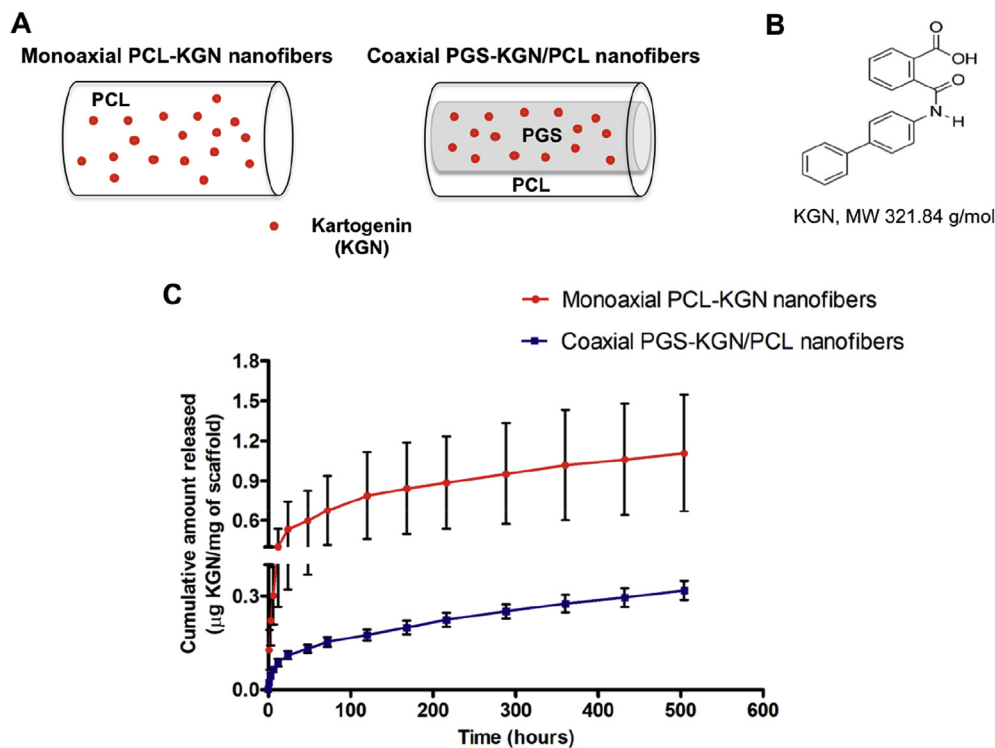 A
Monoaxial PCL-KGN nanofibers
PCL
Coaxial PGS-KGN/PCL nanofibers
PGS
PCL
Kartogenin
(KGN)
B
O
OH
O
N
H
KGN, MW 321.84 g/mol
C
Monoaxial PCL-KGN nanofibers
Coaxial PGS-KGN/PCL nanofibers
Cumulative amount released
(µg KGN/mg of scaffold)
1.8
1.5
1.2
0.9
0.6
0.3
0.0
0 100 200 300 400 500 600
Time (hours)